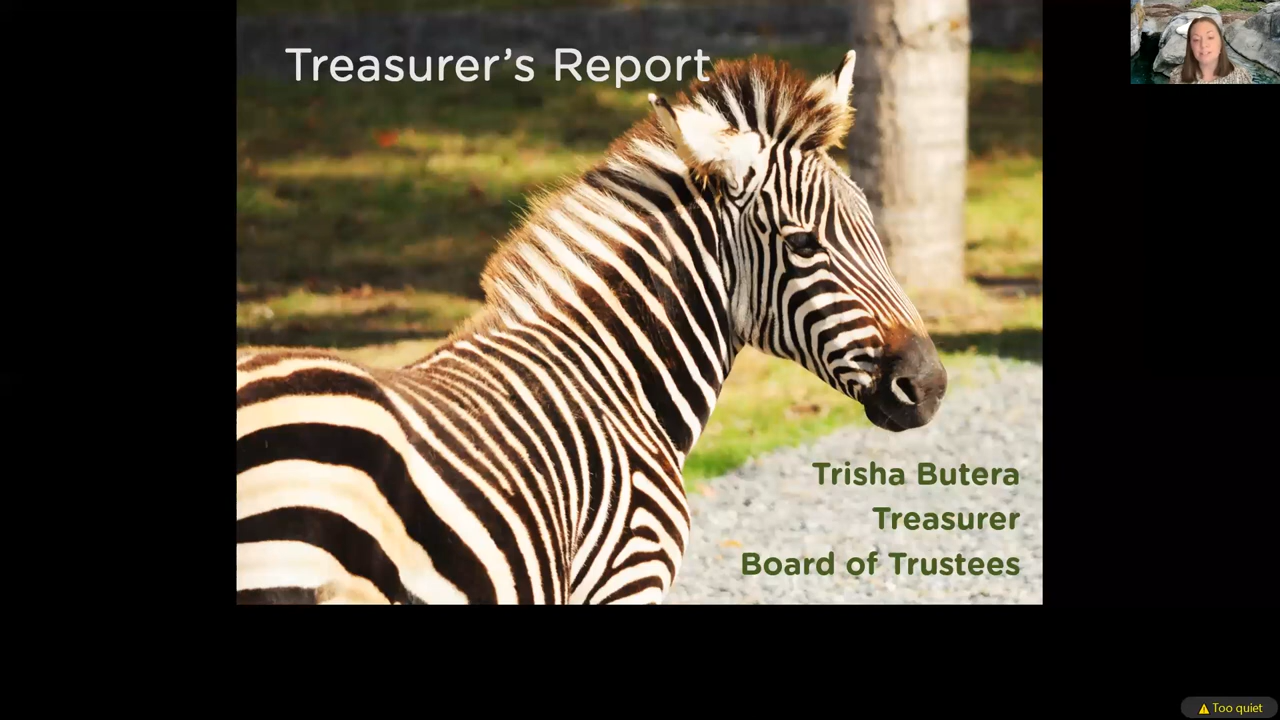 Treasurer’s Report
Trisha Butera
Treasurer
Board of Trustees
Too quiet